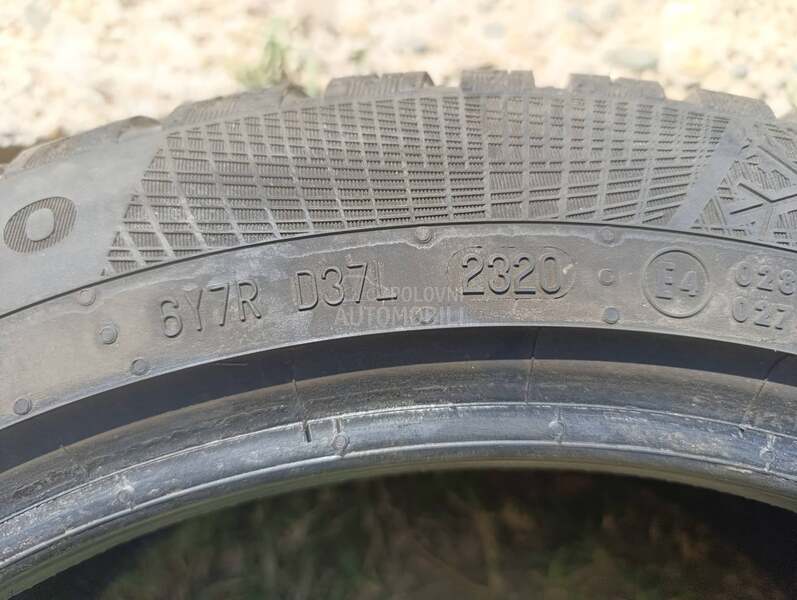 O
6Y7R D37L 2320 E4 028
027
POLOVNI
AUTOMOBILI